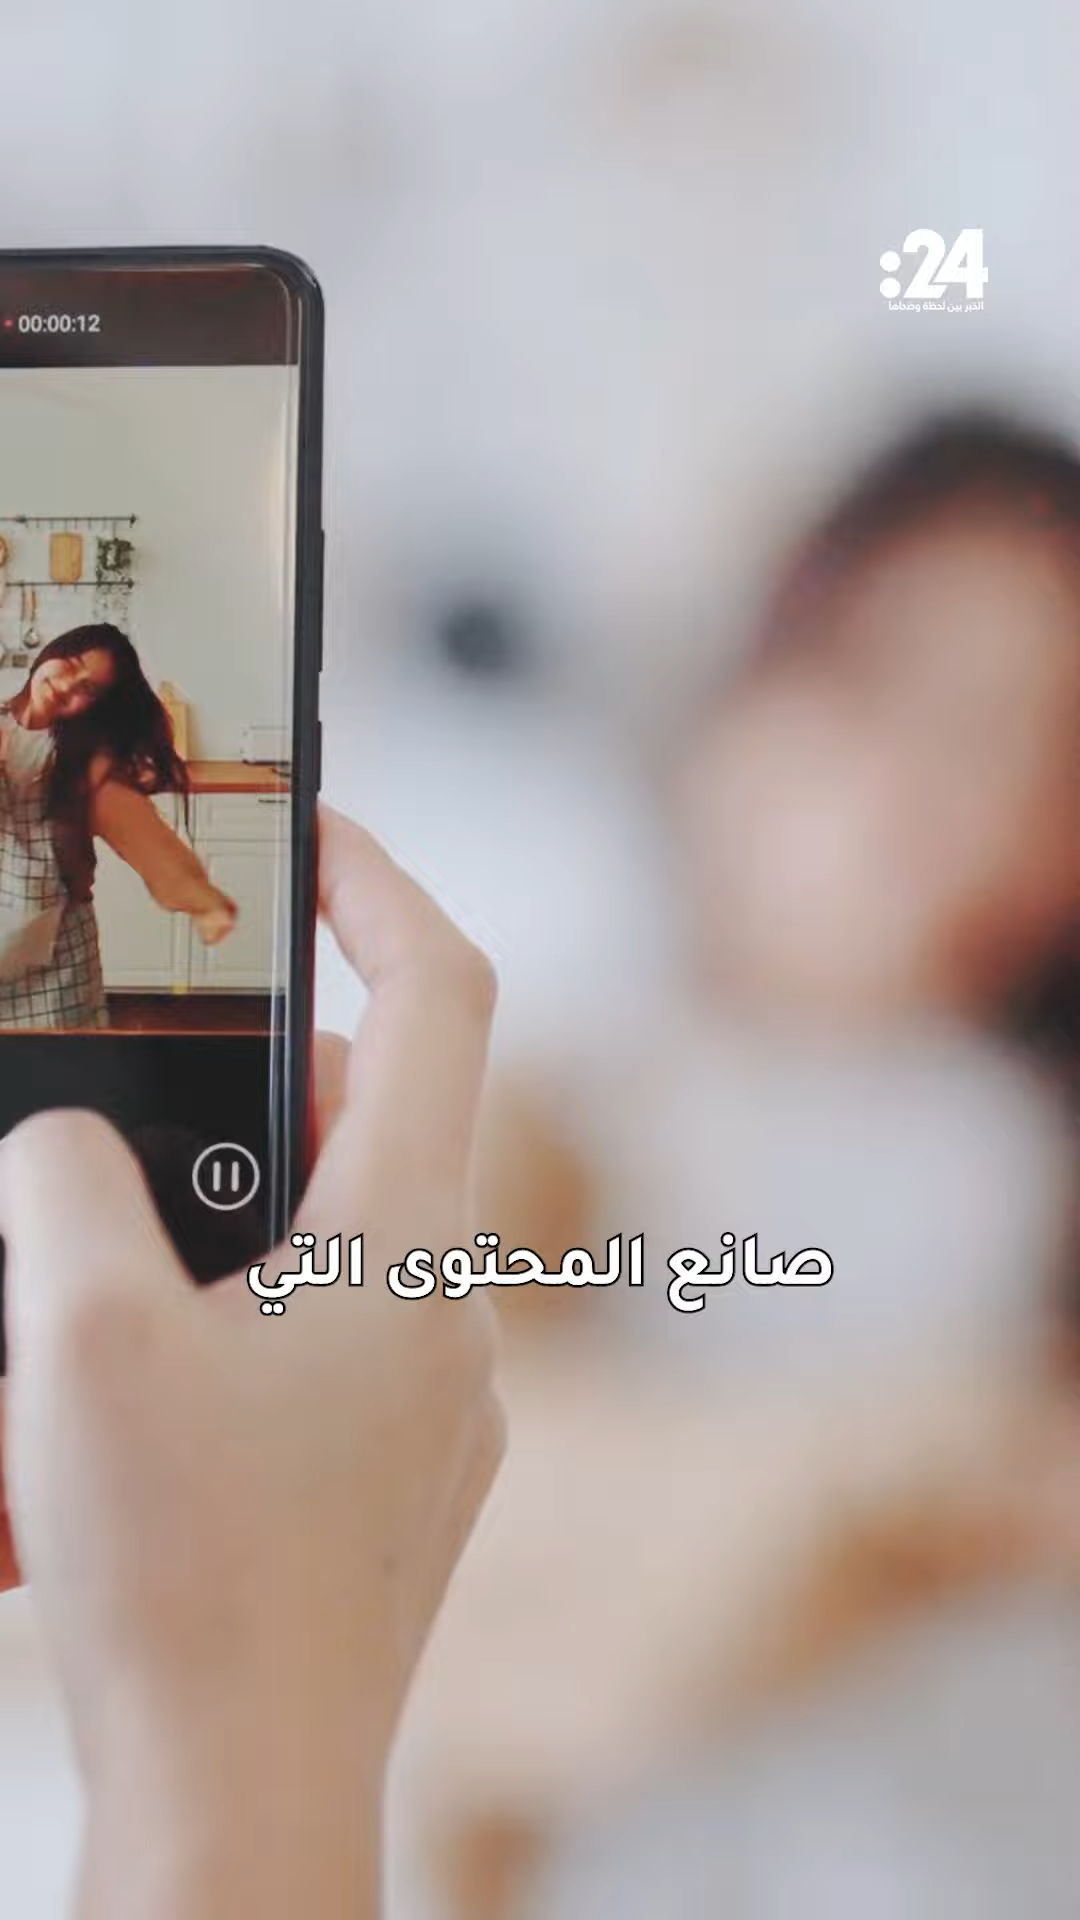 :24
الخبر بين لحظة وضحاها
00:00:12
صانع المحتوى التي